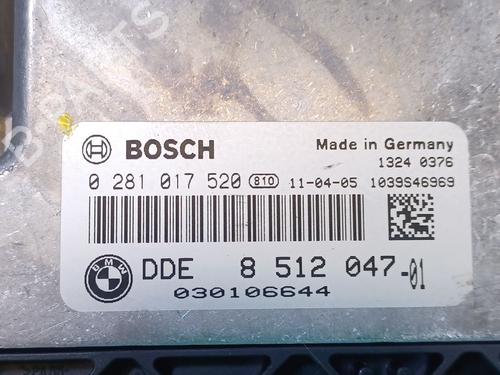 BOSCH
Made in Germany
1324 0376
0 281 017 520 810 11-04-05 1039S46969
BMW
DDE 8 512 047-01
030106644